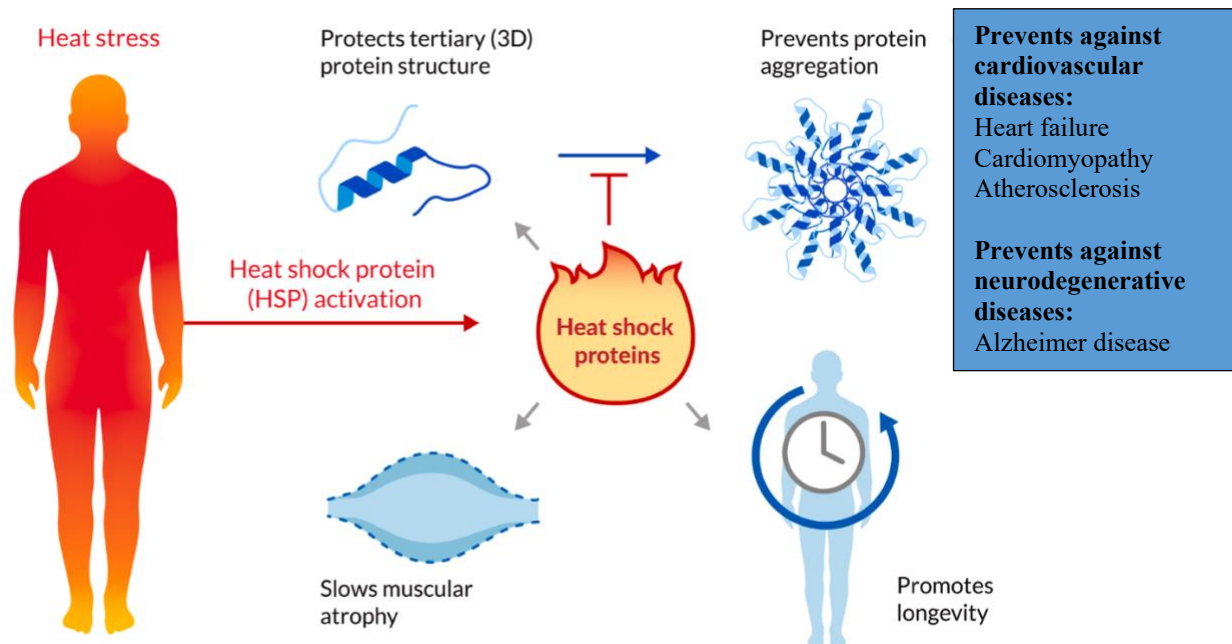 Heat stress
Protects tertiary (3D)
protein structure
Prevents protein
aggregation
Prevents against
cardiovascular
diseases:
Heart failure
Cardiomyopathy
Atherosclerosis
Prevents against
neurodegenerative
diseases:
Alzheimer disease
Heat shock protein
(HSP) activation
Heat shock
proteins
Slows muscular
atrophy
Promotes
longevity